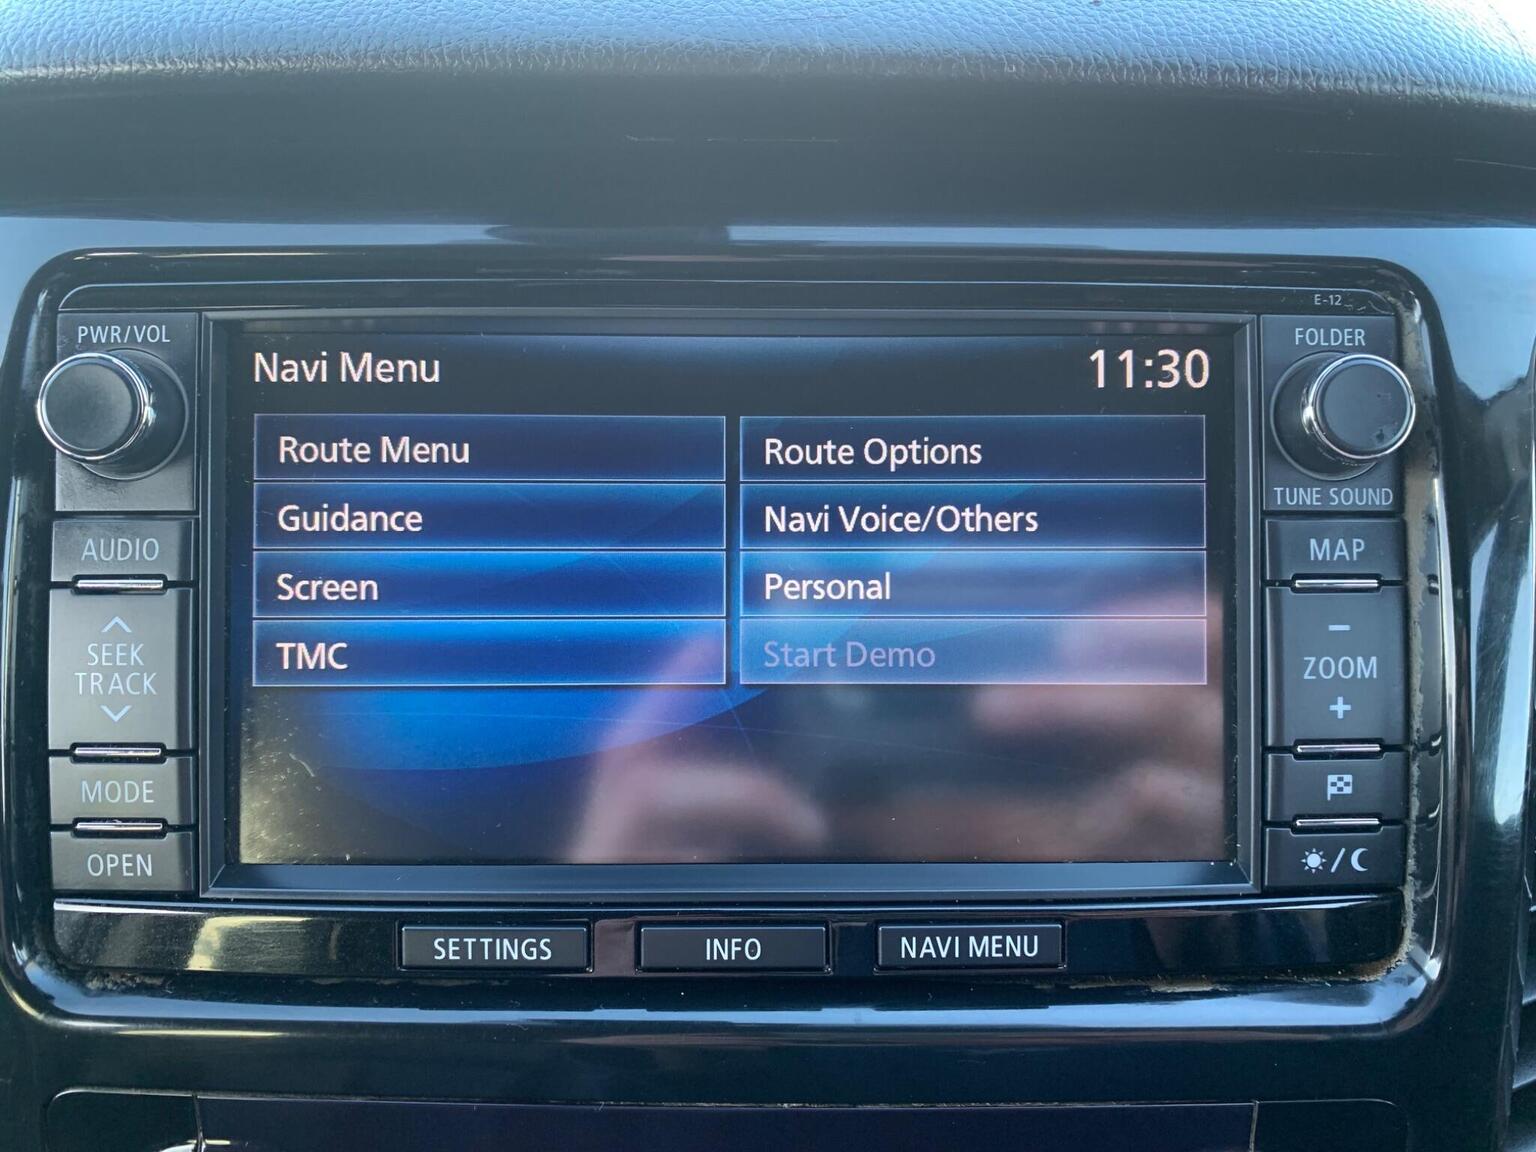 E-12
PWR/VOL
FOLDER
Navi Menu
11:30
Route Menu
Route Options
TUNE SOUND
Guidance
Navi Voice/Others
AUDIO
MAP
Screen
Personal
SEEK
TRACK
TMC
Start Demo
-
ZOOM
+
MODE
OPEN
/
SETTINGS
INFO
NAVI MENU